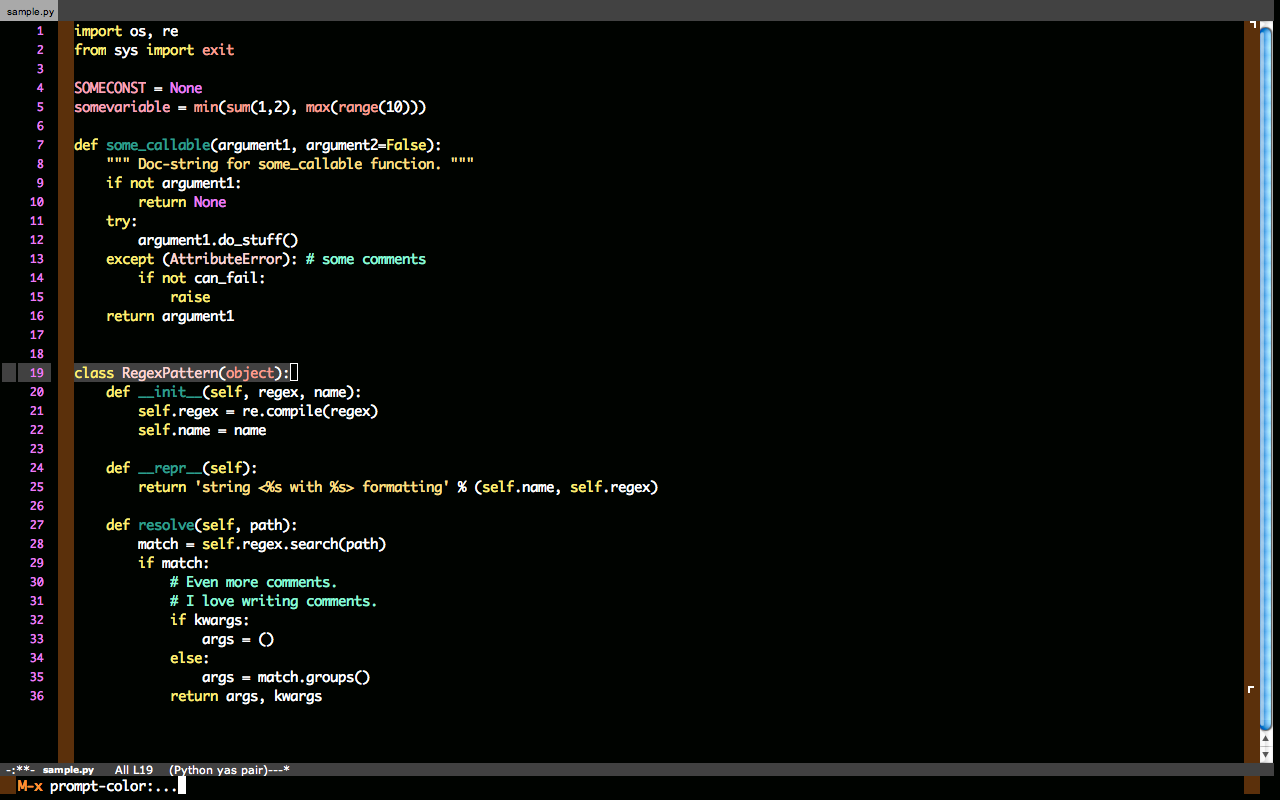 sample.py
1 import os, re
2 from sys import exit
3
4 SOMECONST = None
5 somevariable = min(sum(1,2), max(range(10)))
6
7 def some_callable(argument1, argument2=False):
8     """ Doc-string for some_callable function. """
9     if not argument1:
10         return None
11     try:
12         argument1.do_stuff()
13     except (AttributeError): # some comments
14         if not can_fail:
15             raise
16     return argument1
17
18
19 class RegexPattern(object):
20     def __init__(self, regex, name):
21         self.regex = re.compile(regex)
22         self.name = name
23
24     def __repr__(self):
25         return 'string <%s with %s> formatting' % (self.name, self.regex)
26
27     def resolve(self, path):
28         match = self.regex.search(path)
29         if match:
30             # Even more comments.
31             # I love writing comments.
32             if kwargs:
33                 args = ()
34             else:
35                 args = match.groups()
36             return args, kwargs
-:**- sample.py All L19 (Python yas pair)---*
M-x prompt-color:...